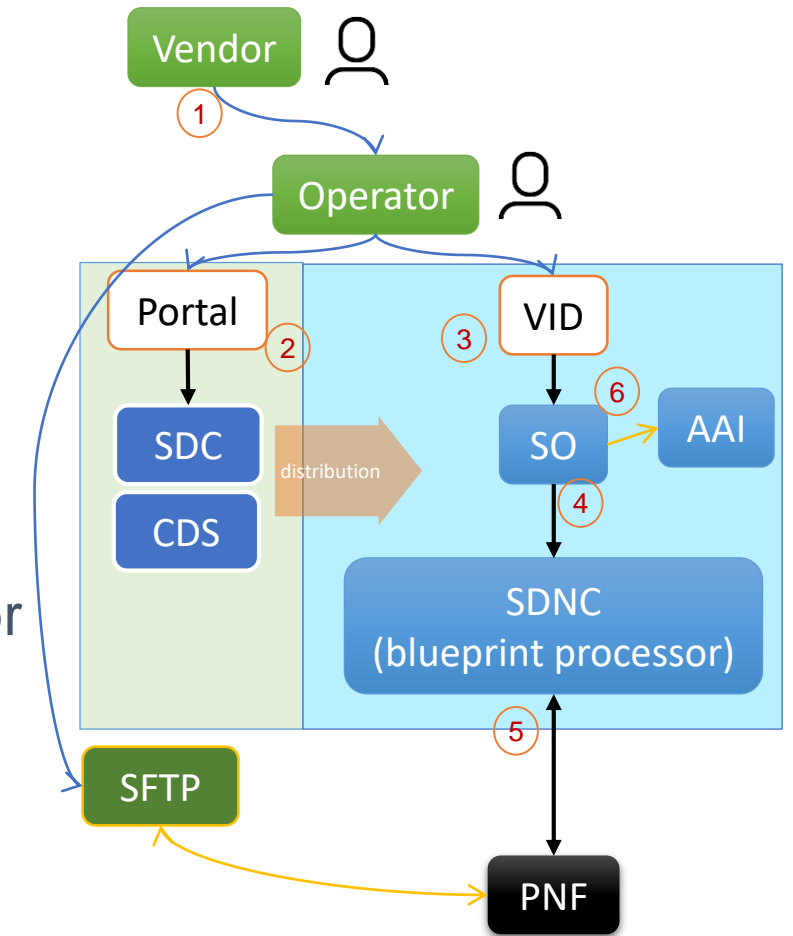 Vendor
1
Operator
Portal
2
3
VID
6
SDC
distribution
SO
AAI
4
CDS
SDNC
(blueprint processor)
5
SFTP
PNF